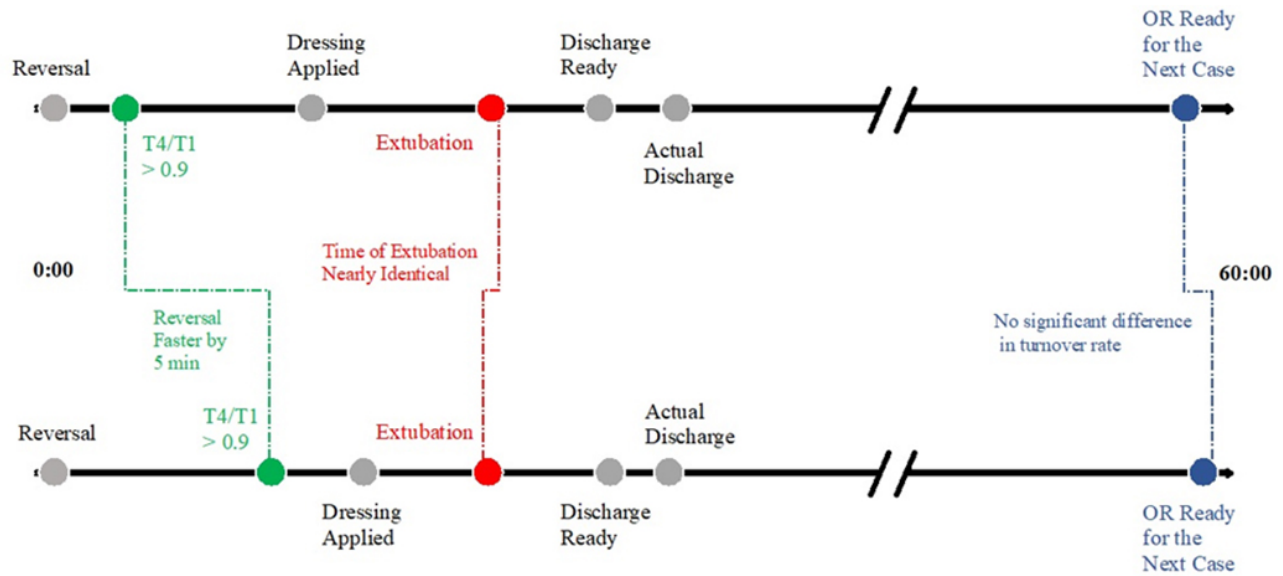 Reversal
Dressing
Applied
Discharge
Ready
OR Ready
for the
Next Case
T4/T1
> 0.9
Extubation
Actual
Discharge
Time of Extubation
Nearly Identical
0:00
60:00
Reversal
Faster by
5 min
No significant difference
in turnover rate
T4/T1
> 0.9
Reversal
Extubation
Actual
Discharge
Dressing
Applied
Discharge
Ready
OR Ready
for the
Next Case